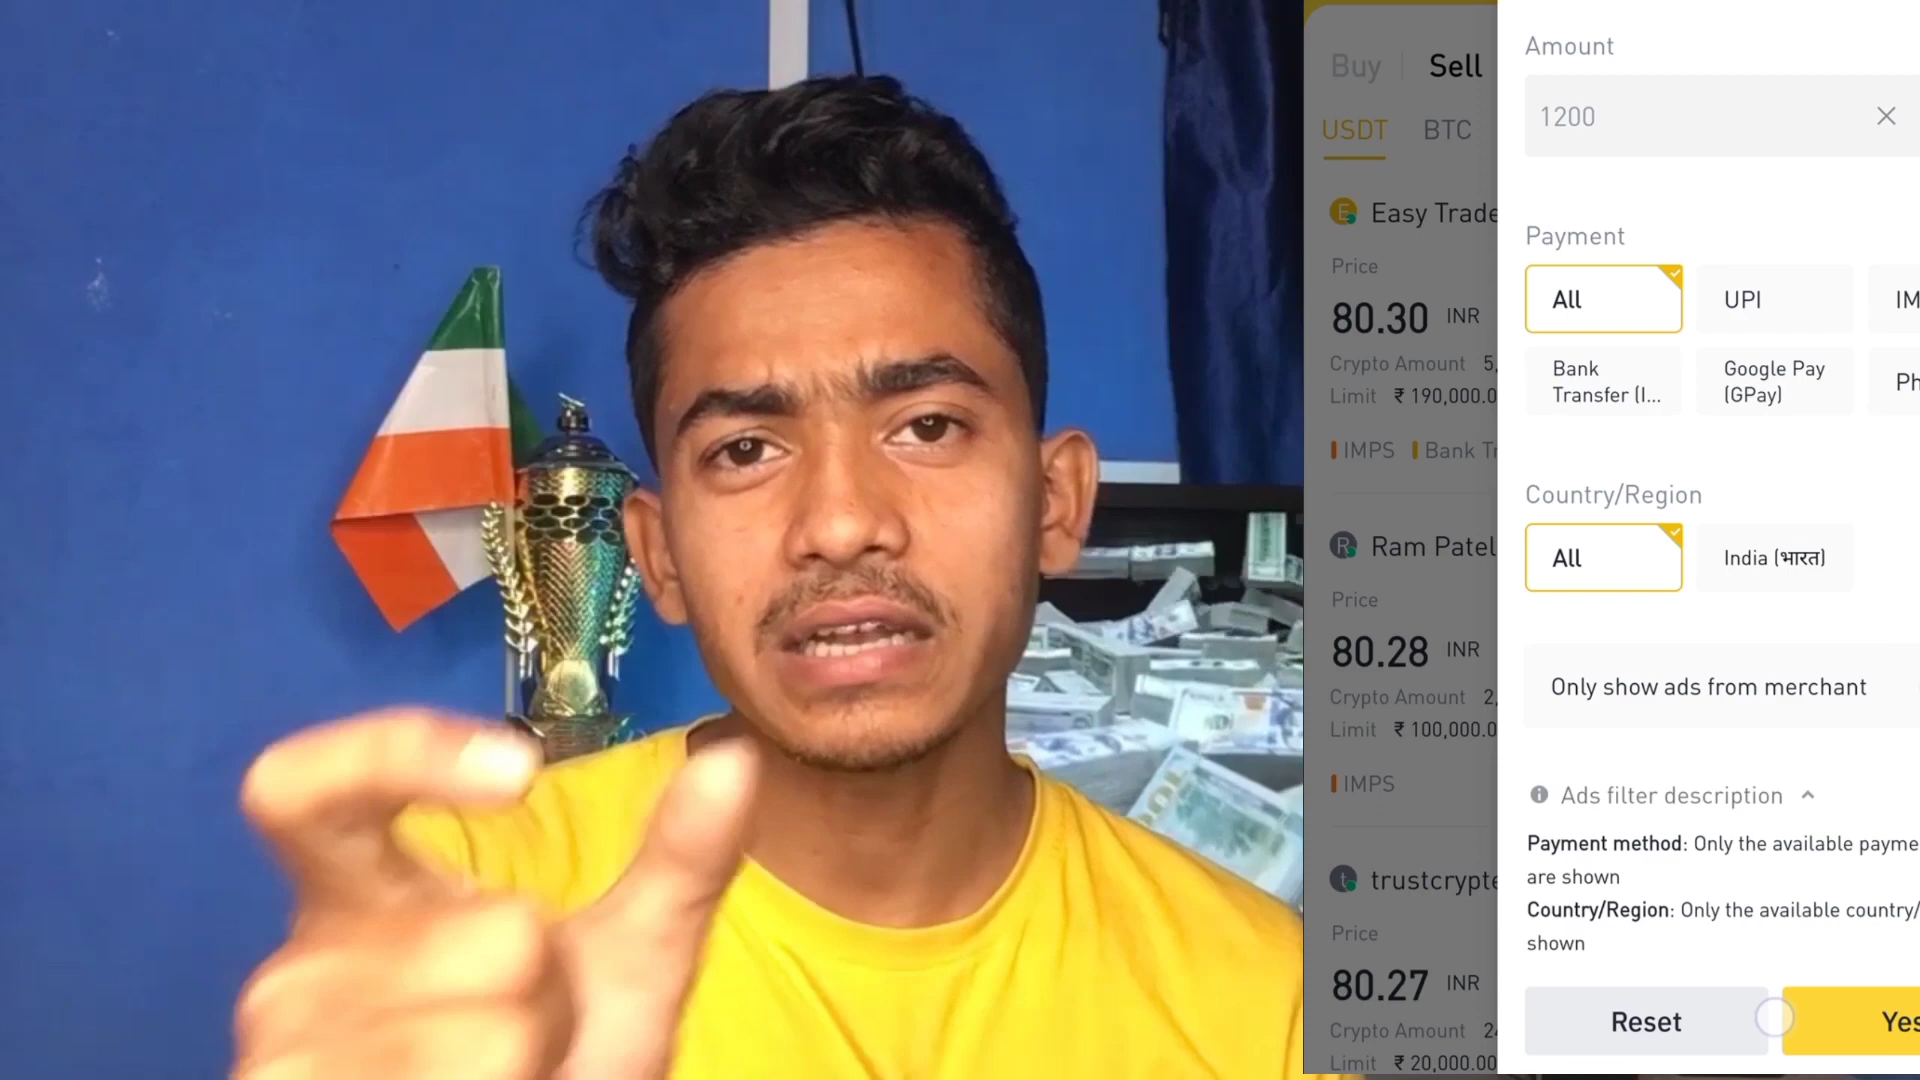 Buy
Sell
USDT
BTC
Easy Trade
Price
80.30 INR
Crypto Amount 5,
Limit ₹ 190,000.0
IMPS Bank Tr
Ram Patel
Price
80.28 INR
Crypto Amount 2,
Limit ₹ 100,000.0
IMPS
trustcrypte
Price
80.27 INR
Crypto Amount 24
Limit ₹ 20,000.00
Amount
1200
Payment
All
UPI
IM
Bank
Transfer (I...
Google Pay
(GPay)
Ph
Country/Region
All
India (भारत)
Only show ads from merchant
Ads filter description
Payment method: Only the available payme
are shown
Country/Region: Only the available country/
shown
Reset
Yes